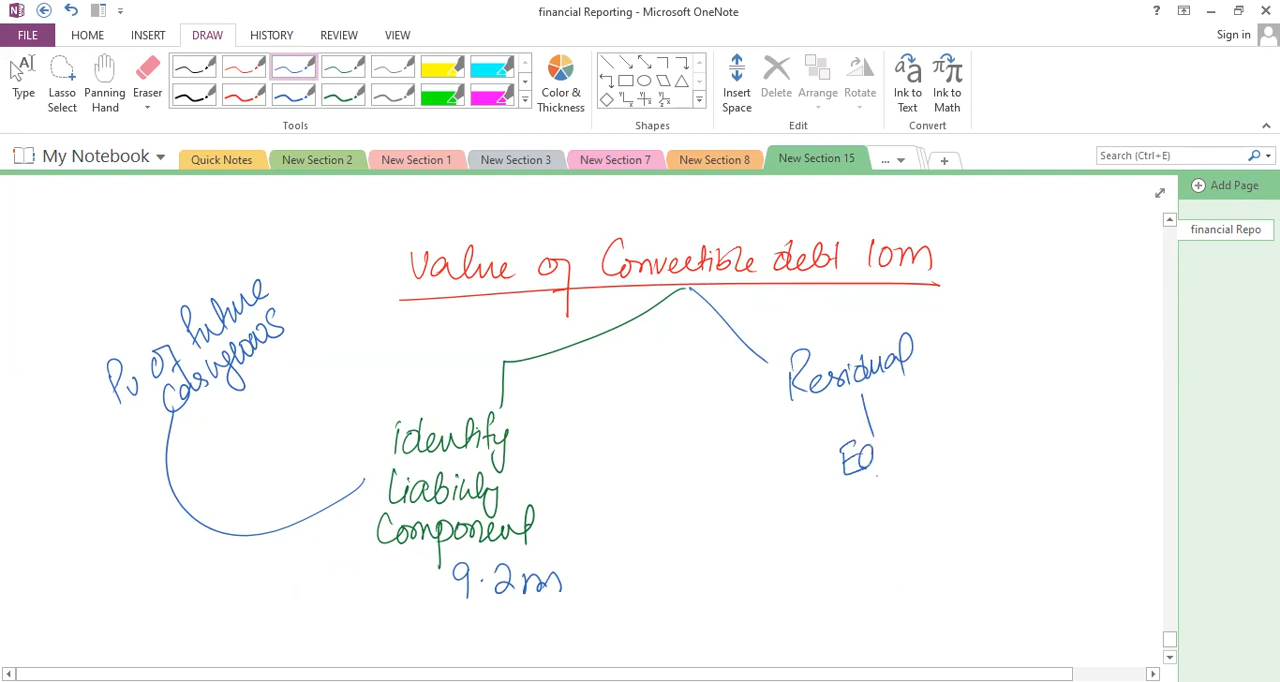 financial Reporting - Microsoft OneNote
?
Sign in
FILE
HOME
INSERT
DRAW
HISTORY
REVIEW
VIEW
Type
Lasso
Select
Panning
Hand
Eraser
Color &
Thickness
Insert
Space
Delete
Arrange
Rotate
Ink to
Text
Ink to
Math
Tools
Shapes
Edit
Convert
My Notebook
Quick Notes
New Section 2
New Section 1
New Section 3
New Section 7
New Section 8
New Section 15
...
Search (Ctrl+E)
Add Page
financial Repo
Value of Convectible debt 10m
Pv of future
Cashflows
Residual
EQ
identify
Liability
Component
9.2m